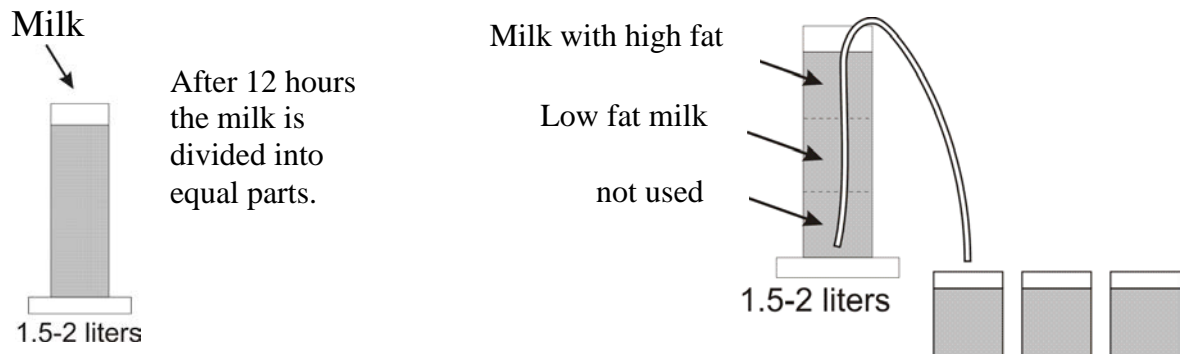 Milk
After 12 hours
the milk is
divided into
equal parts.
1.5-2 liters
Milk with high fat
Low fat milk
not used
1.5-2 liters